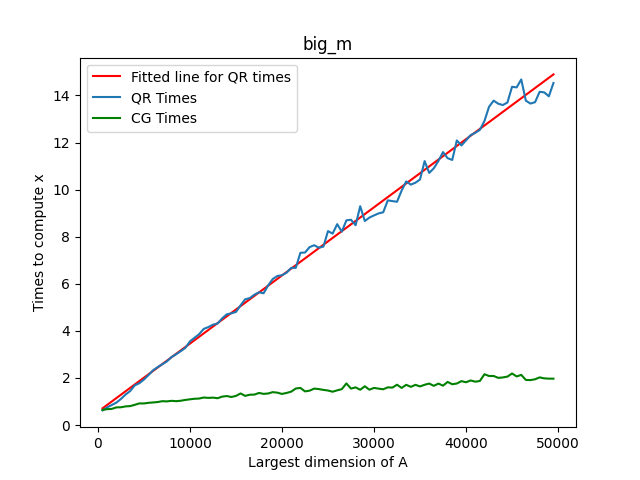 big_m
Fitted line for QR times
QR Times
CG Times
Times to compute x
14
12
10
8
6
4
2
0
0 10000 20000 30000 40000 50000
Largest dimension of A